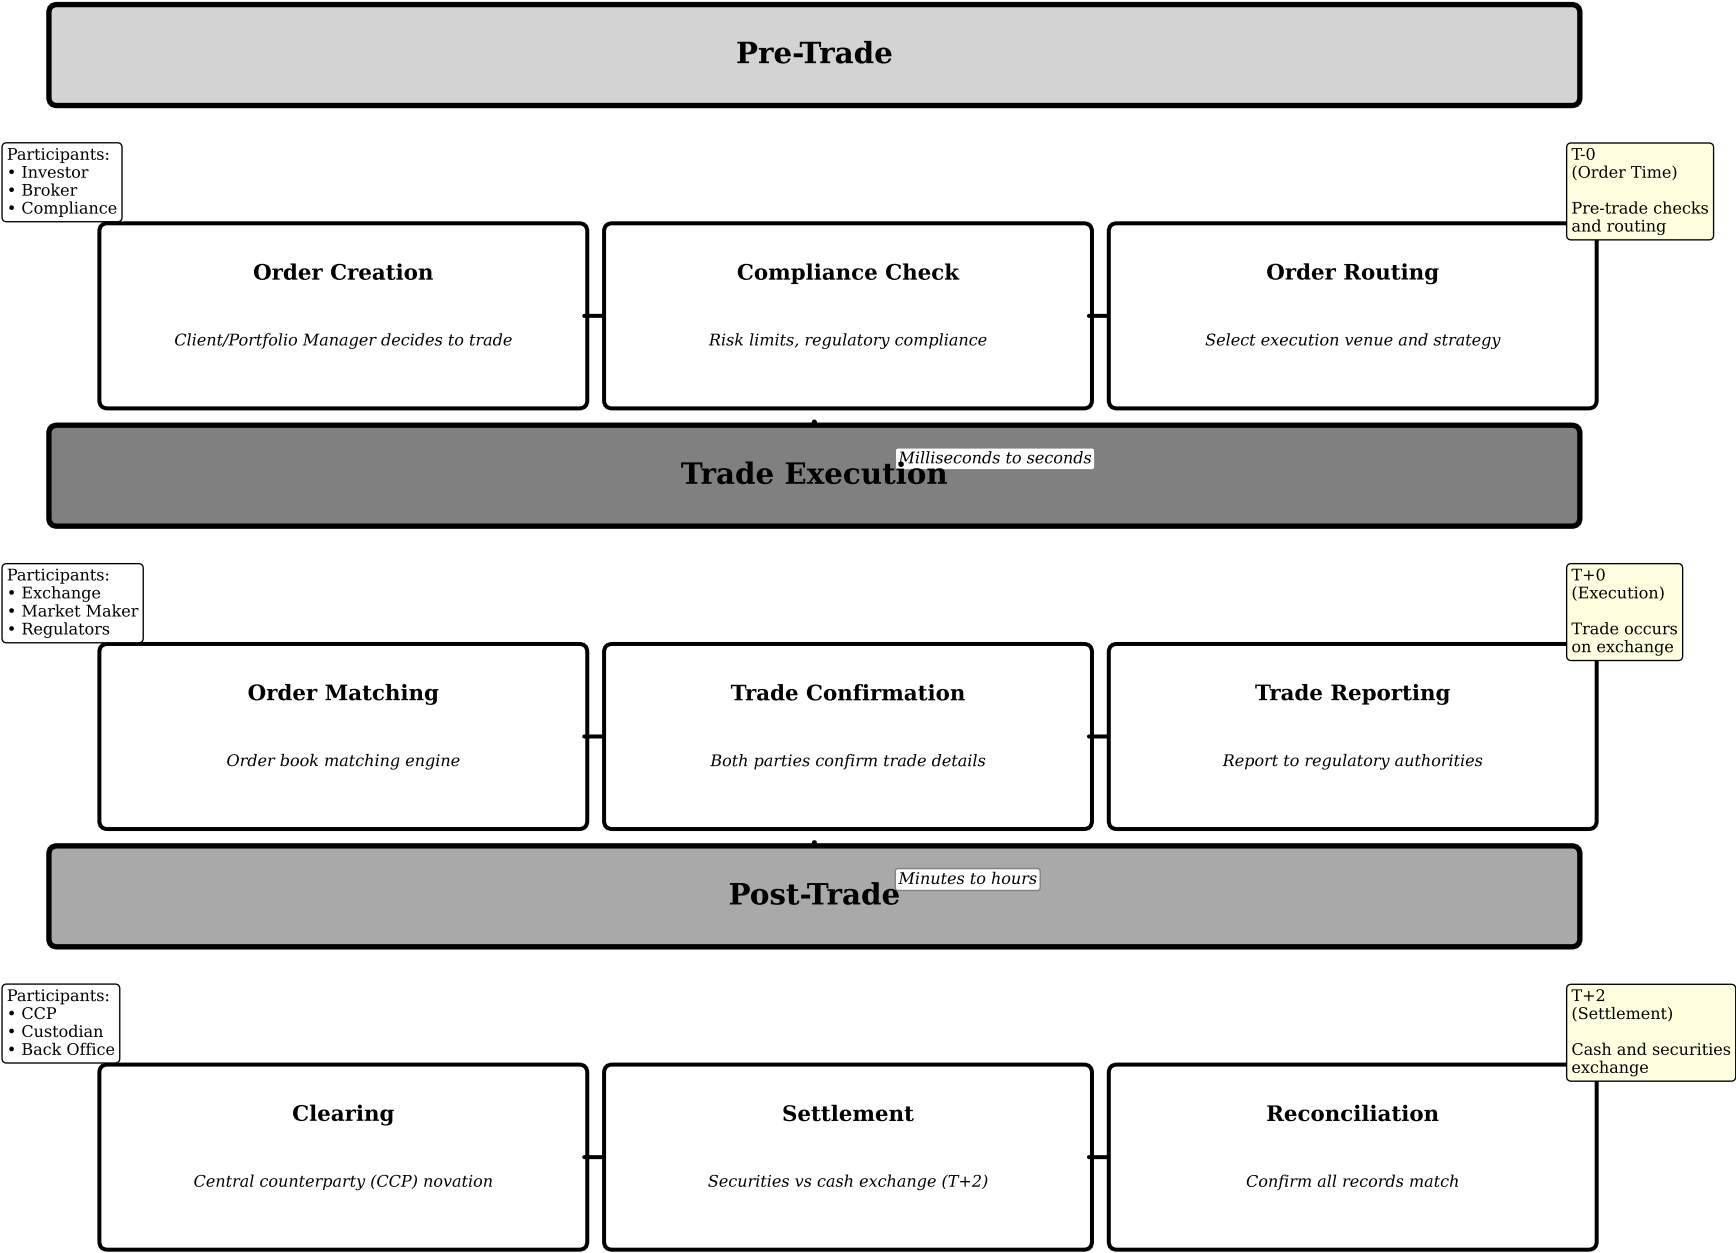 Pre-Trade
Participants:
• Investor
• Broker
• Compliance
T-0
(Order Time)
Pre-trade checks
and routing
Order Creation
Client/Portfolio Manager decides to trade
Compliance Check
Risk limits, regulatory compliance
Order Routing
Select execution venue and strategy
Trade Execution
Milliseconds to seconds
Participants:
• Exchange
• Market Maker
• Regulators
T+0
(Execution)
Trade occurs
on exchange
Order Matching
Order book matching engine
Trade Confirmation
Both parties confirm trade details
Trade Reporting
Report to regulatory authorities
Post-Trade
Minutes to hours
Participants:
• CCP
• Custodian
• Back Office
T+2
(Settlement)
Cash and securities
exchange
Clearing
Central counterparty (CCP) novation
Settlement
Securities vs cash exchange (T+2)
Reconciliation
Confirm all records match